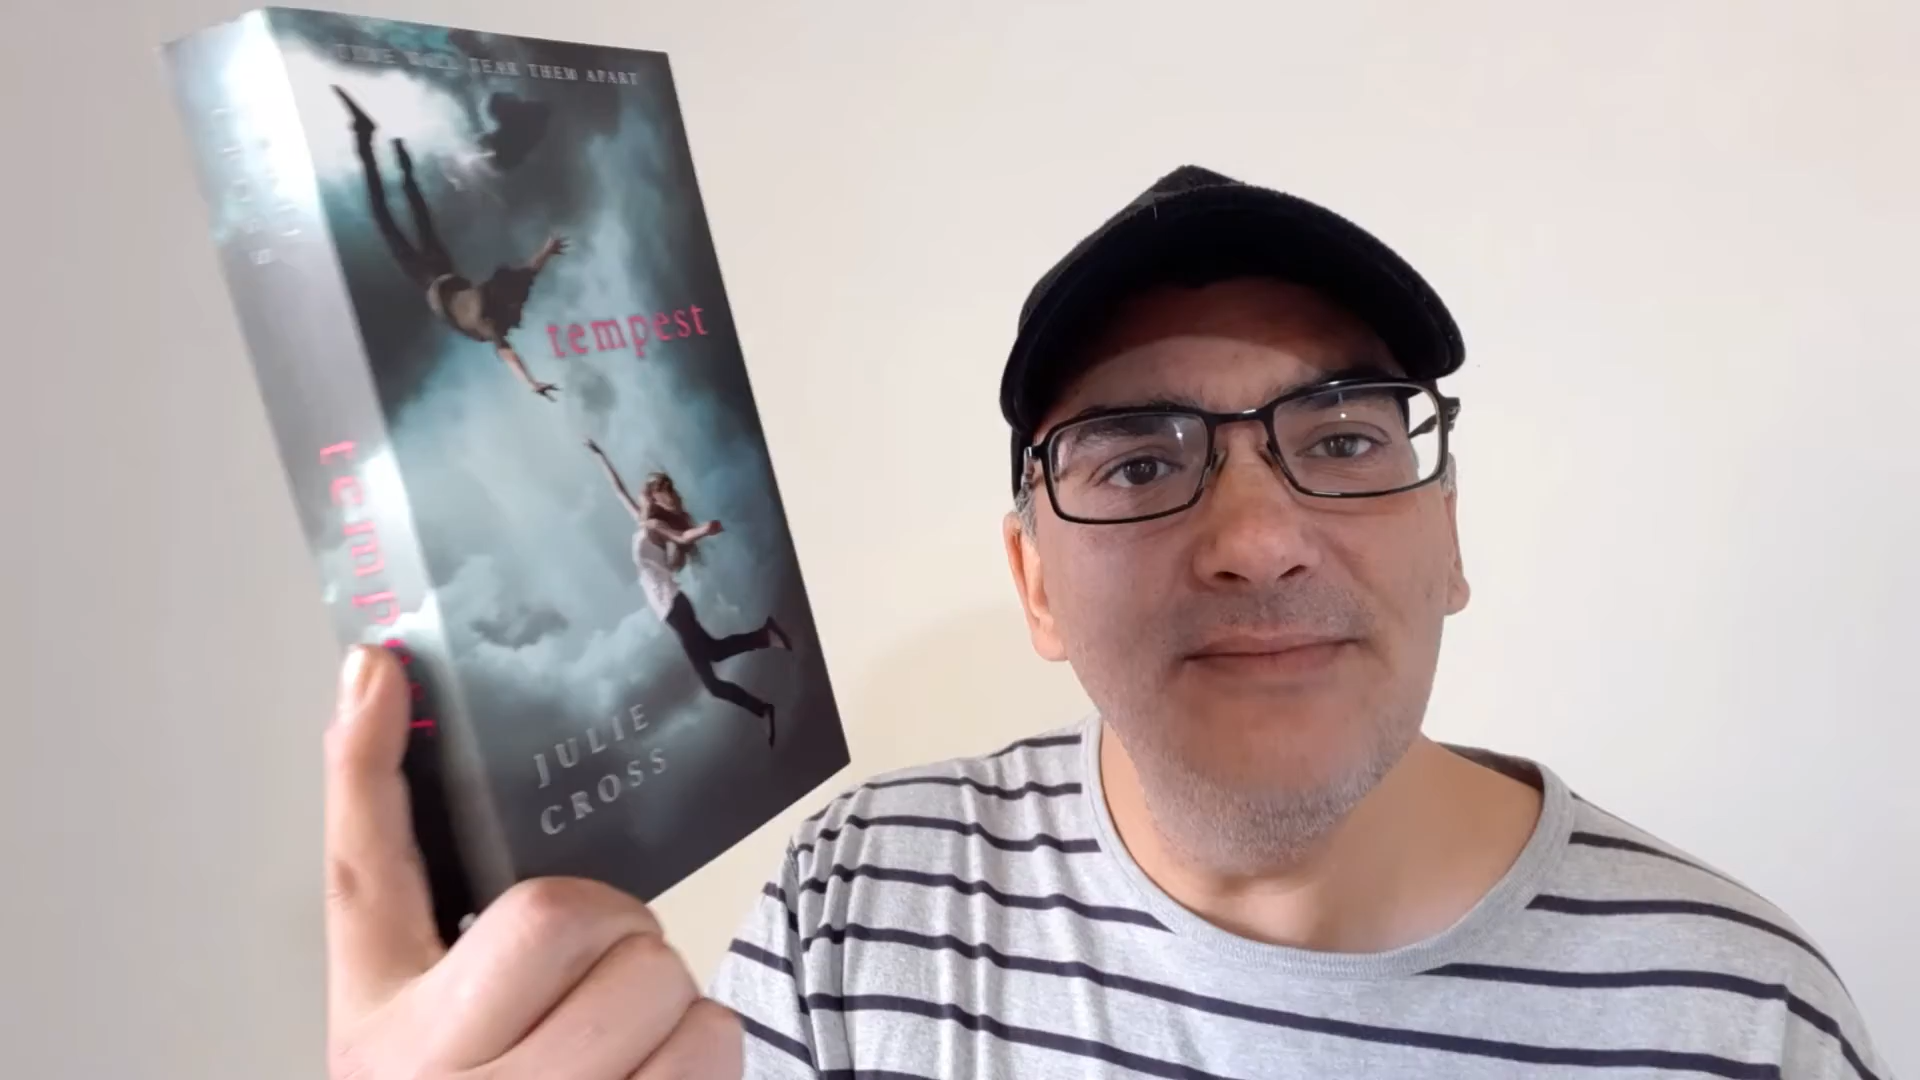 TIME WILL TEAR THEM APART
tempest
JULIE
CROSS
tempest